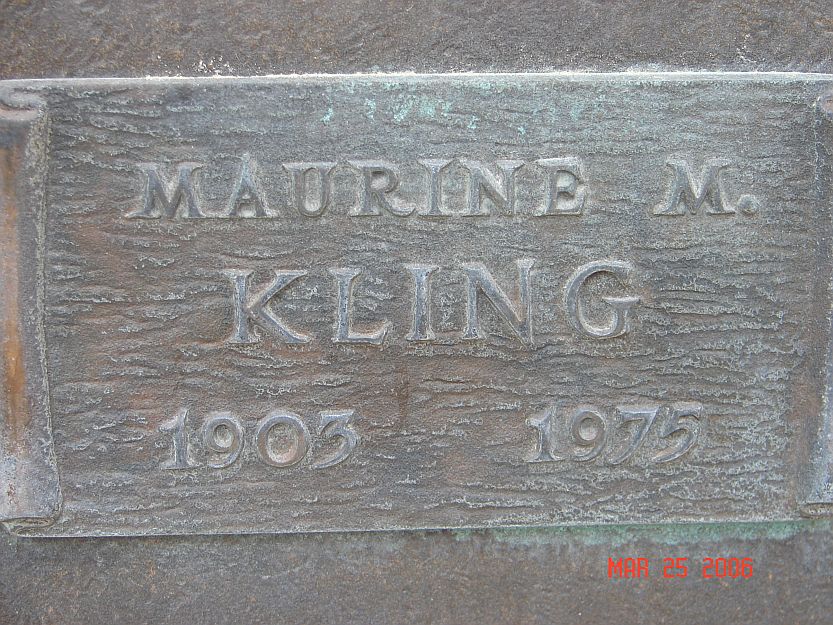 MAURINE M.
KLING
1903 1975
MAR 25 2006